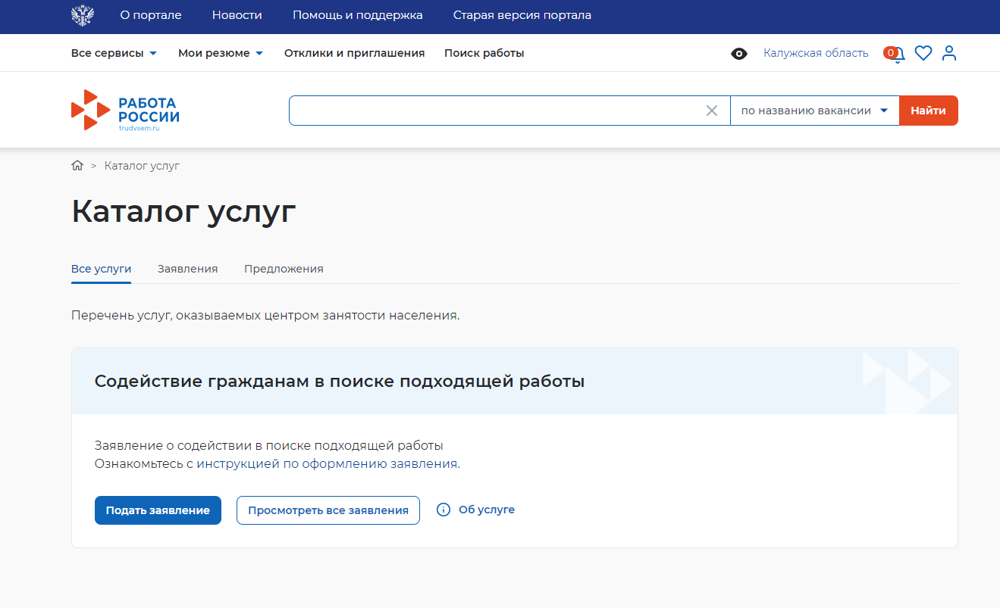 О портале Новости Помощь и поддержка Старая версия портала
Все сервисы Мои резюме Отклики и приглашения Поиск работы Калужская область 0
РАБОТА
РОССИИ
trudvsem.ru
по названию вакансии Найти
> Каталог услуг
Каталог услуг
Все услуги Заявления Предложения
Перечень услуг, оказываемых центром занятости населения.
Содействие гражданам в поиске подходящей работы
Заявление о содействии в поиске подходящей работы
Ознакомьтесь с инструкцией по оформлению заявления.
Подать заявление Просмотреть все заявления Об услуге